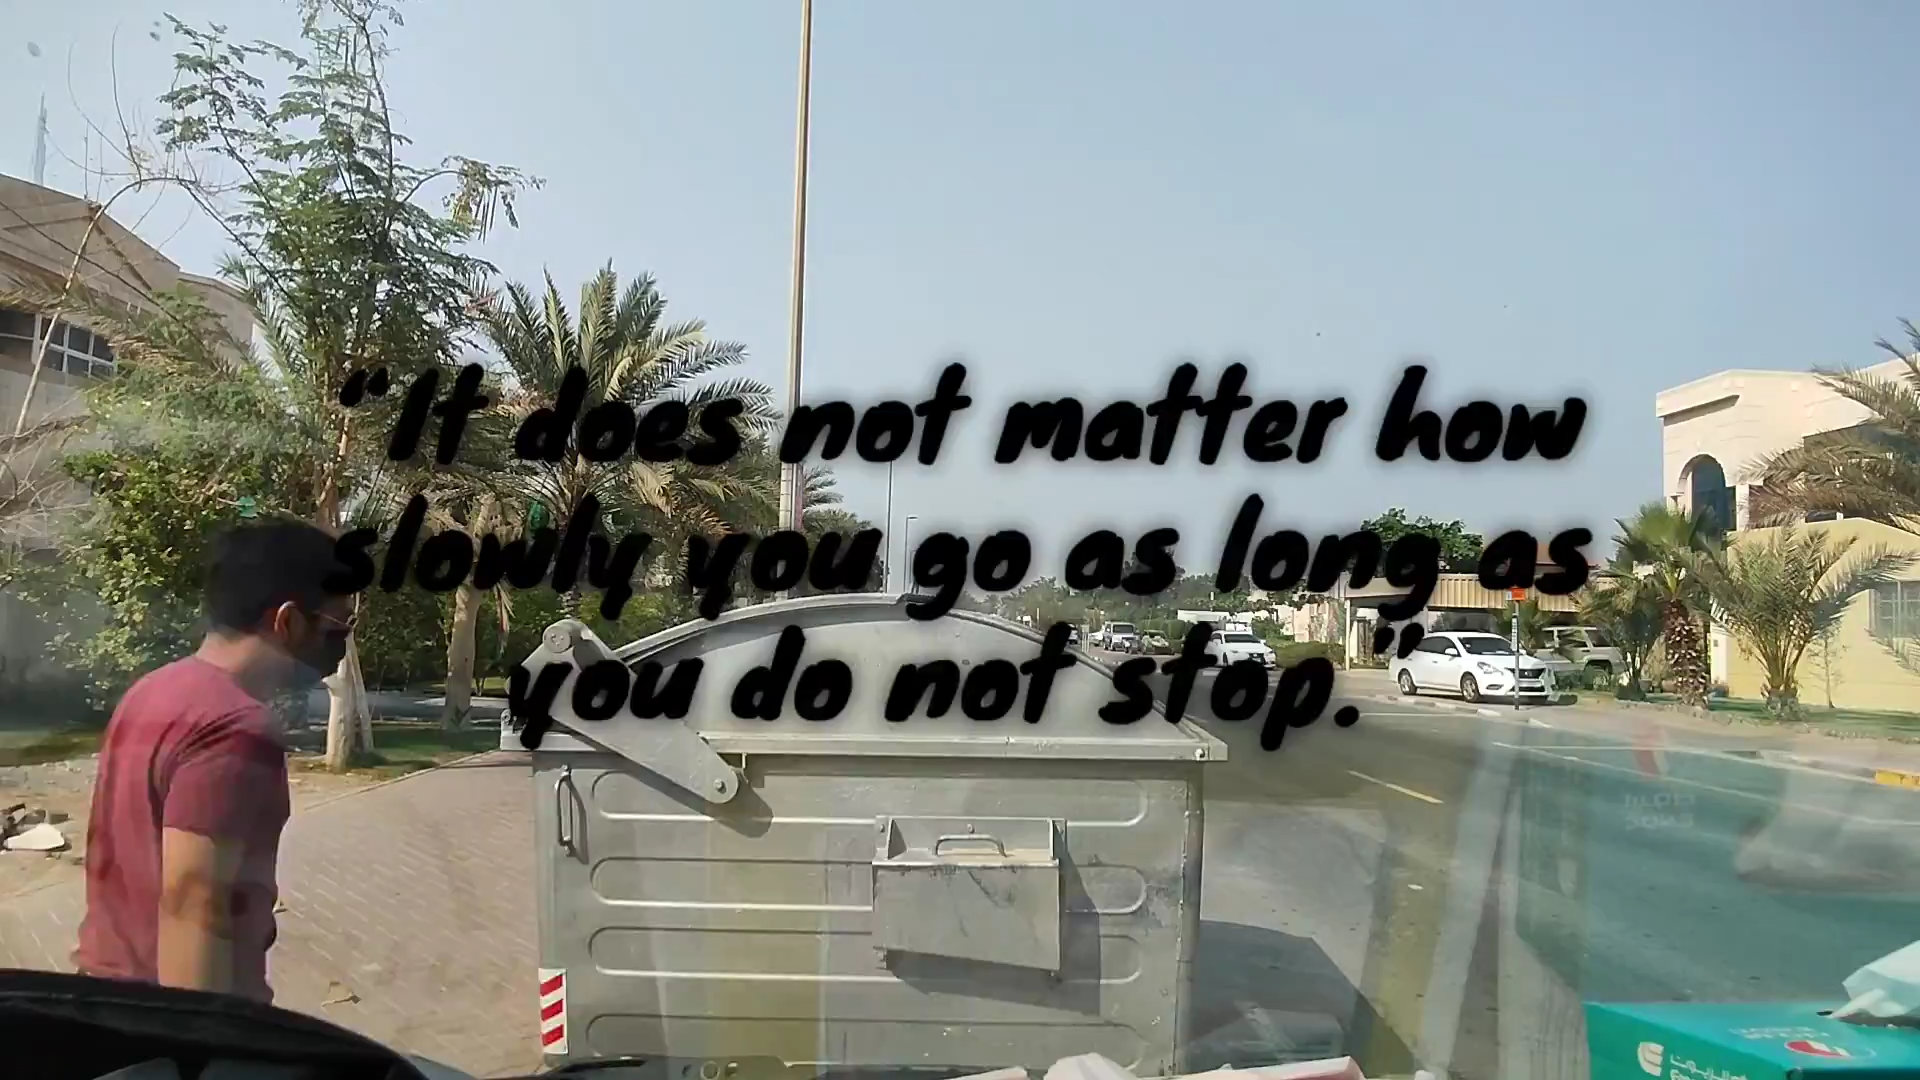 “It does not matter how
slowly you go as long as
you do not stop.”